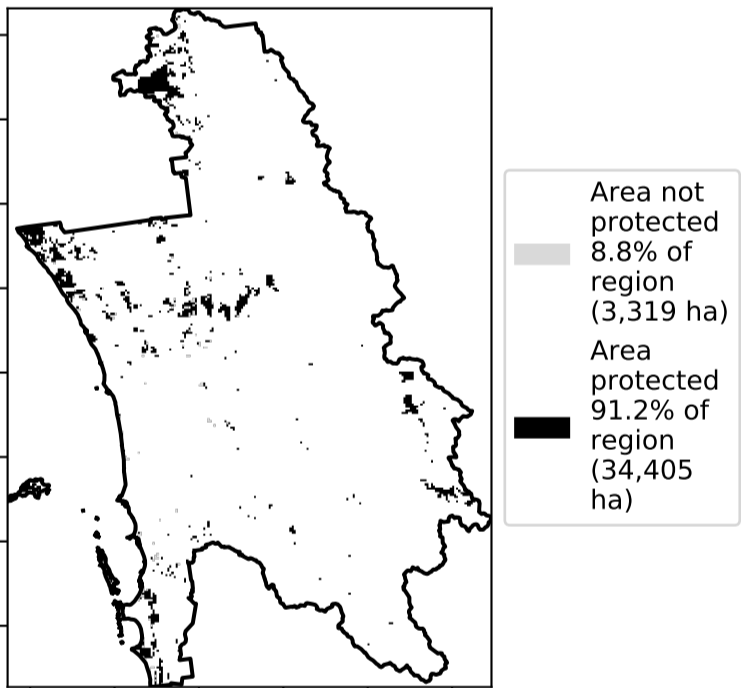 Area not
protected
8.8% of
region
(3,319 ha)
Area
protected
91.2% of
region
(34,405
ha)